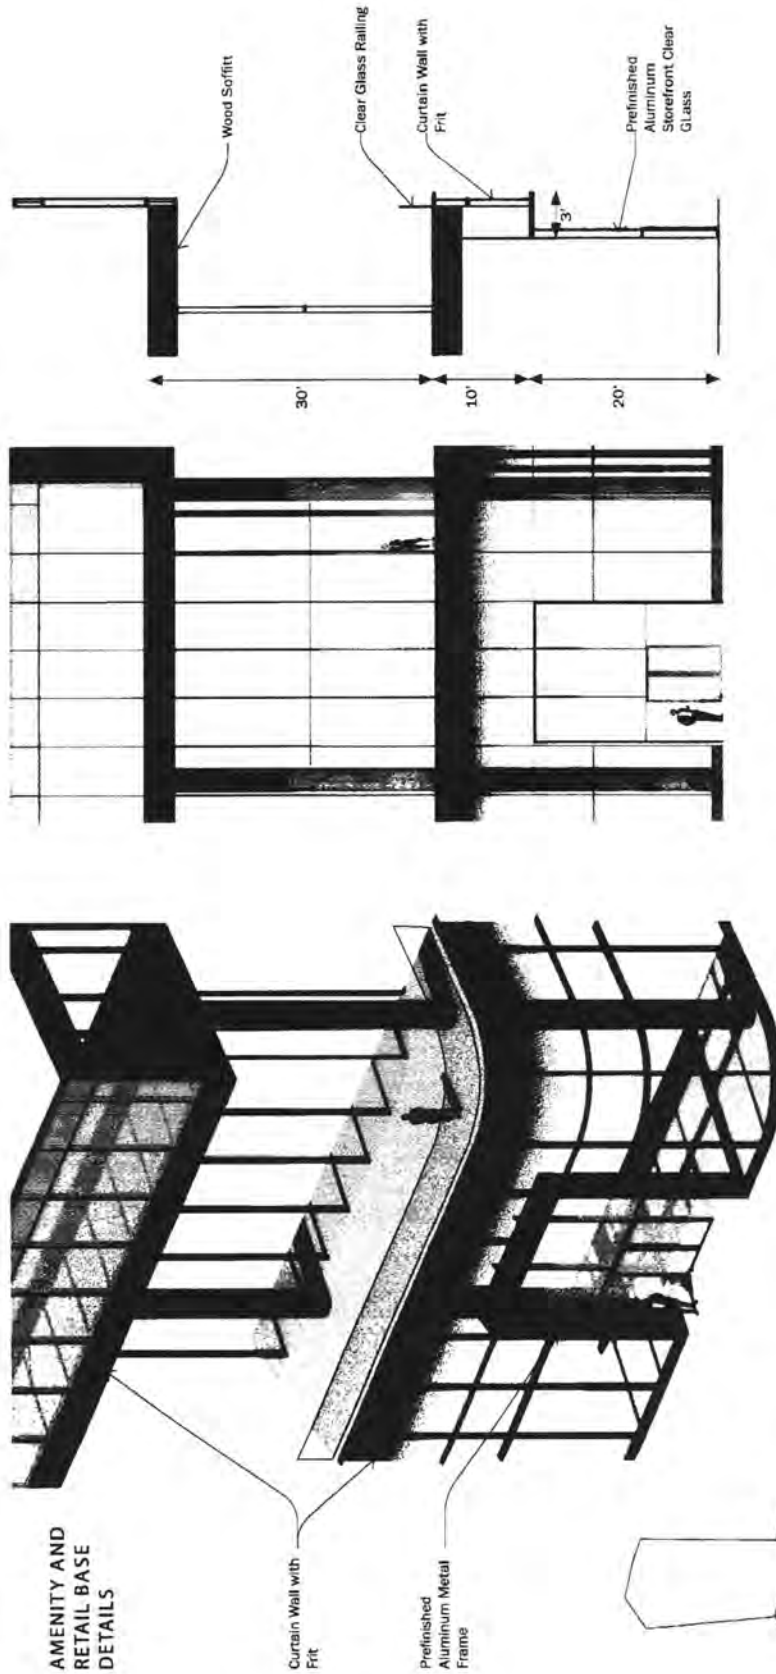 AMENITY AND
RETAIL BASE
DETAILS
Curtain Wall with
Frit
Prefinished
Aluminum Metal
Frame
30'
10'
20'
3'
Wood Soffitt
Clear Glass Railing
Curtain Wall with
Frit
Prefinished
Aluminum
Storefront Clear
GLass